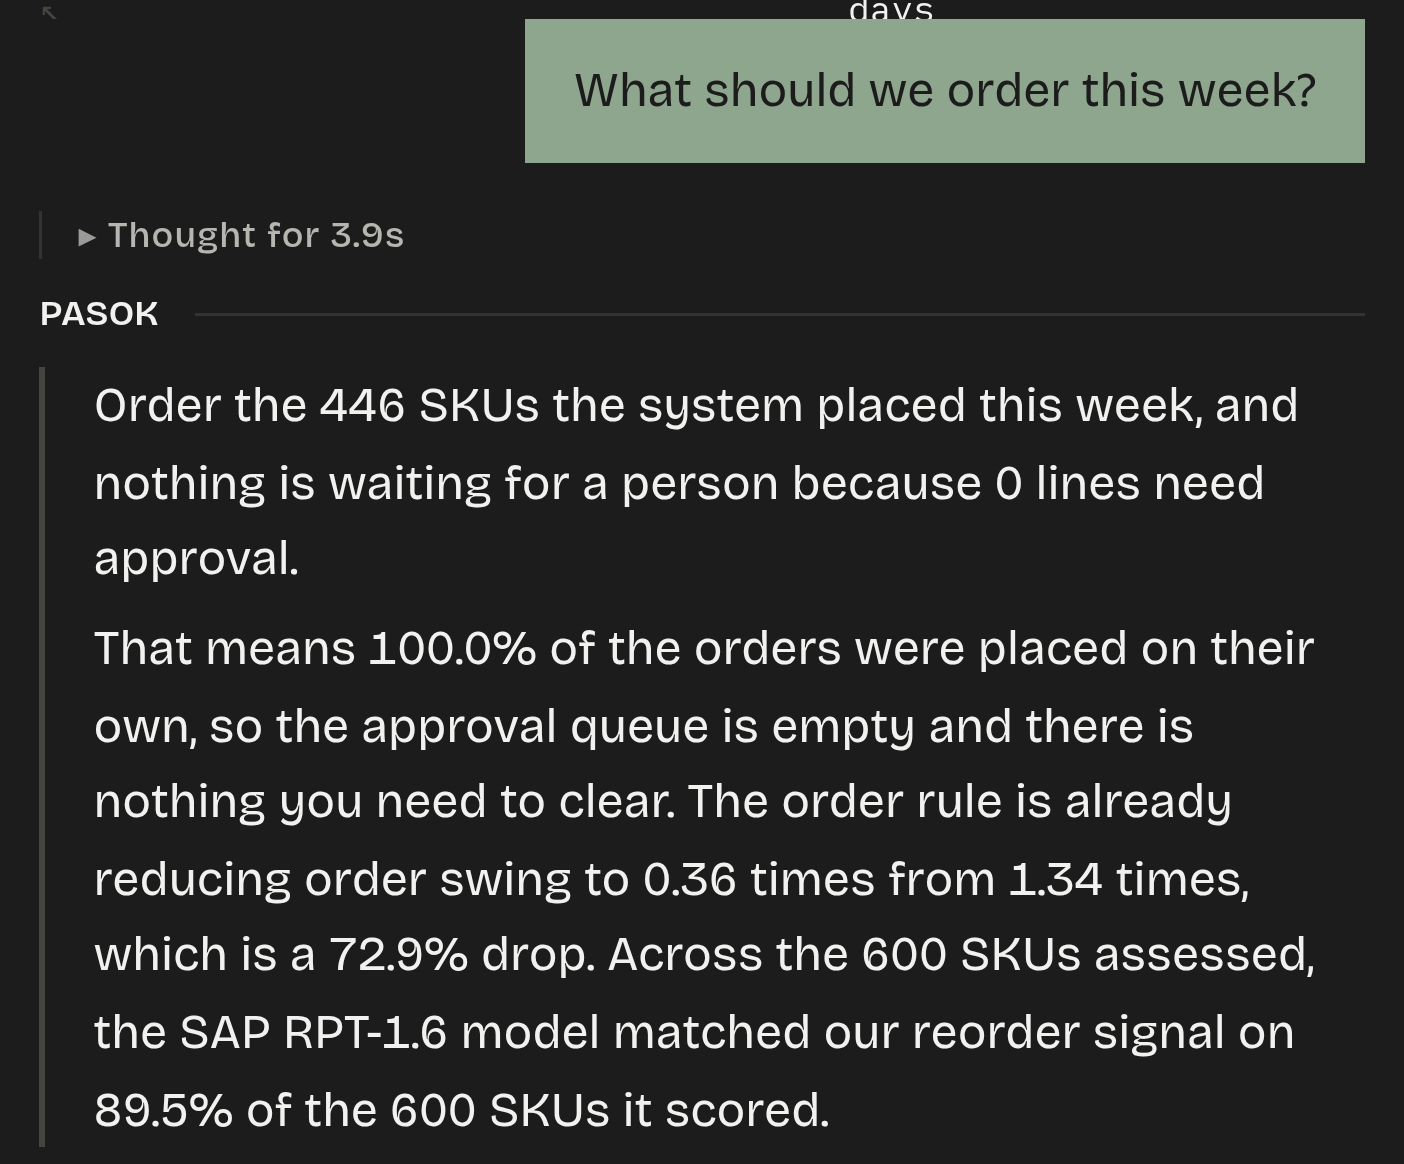 days
What should we order this week?
▸ Thought for 3.9s
PASOK
Order the 446 SKUs the system placed this week, and
nothing is waiting for a person because 0 lines need
approval.
That means 100.0% of the orders were placed on their
own, so the approval queue is empty and there is
nothing you need to clear. The order rule is already
reducing order swing to 0.36 times from 1.34 times,
which is a 72.9% drop. Across the 600 SKUs assessed,
the SAP RPT-1.6 model matched our reorder signal on
89.5% of the 600 SKUs it scored.